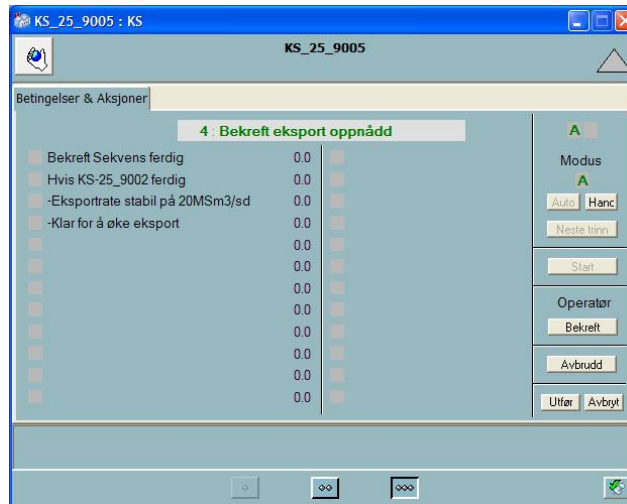 KS_25_9005 : KS
KS_25_9005
Betingelser & Aksjoner
4 : Bekreft eksport oppnådd
A
Bekreft Sekvens ferdig 0.0
Modus
Hvis KS-25_9002 ferdig 0.0
A
-Eksportrate stabil på 20MSm3/sd 0.0
Auto Hanc
-Klar for å øke eksport 0.0
Neste trinn
0.0
0.0
Start
0.0
0.0
Operatør
0.0
Bekreft
0.0
0.0
Avbrudd
0.0
Utfør Avbryt